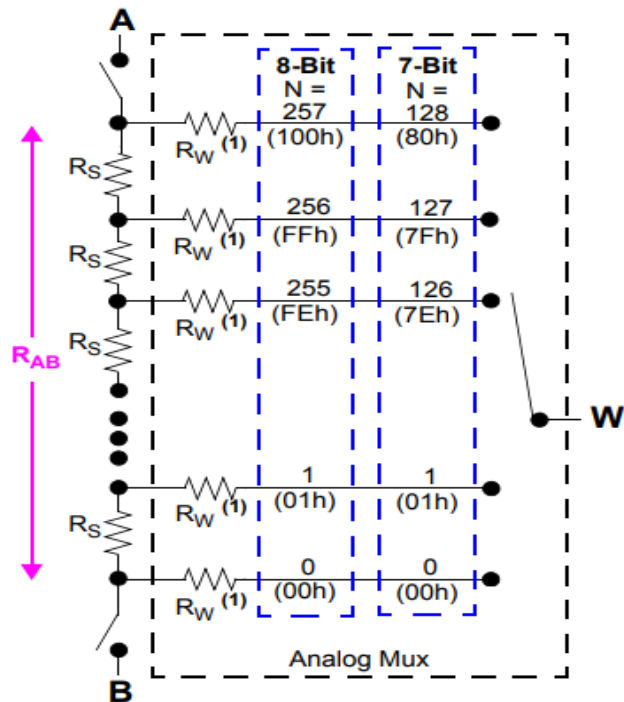 A
8-Bit 7-Bit
N = N =
257 128
(100h) (80h)
RW (1)
RS
256 127
(FFh) (7Fh)
RW (1)
RS
255 126
(FEh) (7Eh)
RW (1)
RS
RAB
W
1 1
(01h) (01h)
RW (1)
RS
0 0
(00h) (00h)
RW (1)
Analog Mux
B